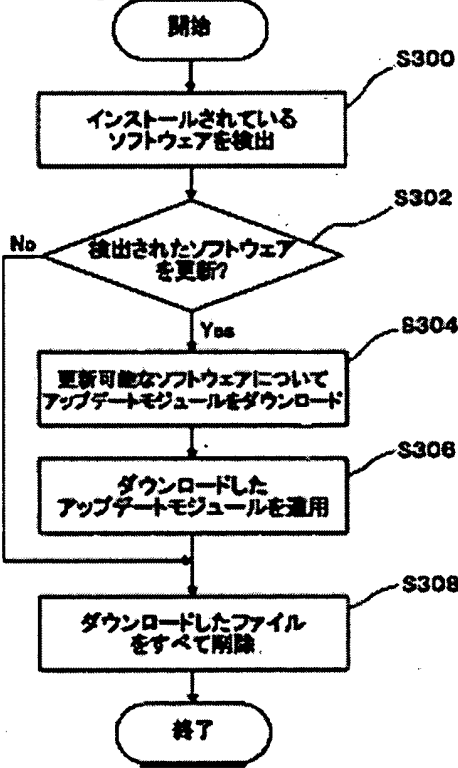 開始
S300
インストールされている
ソフトウェアを検出
S302
No
検出されたソフトウェア
を更新?
Yes
S304
更新可能なソフトウェアについて
アップデートモジュールをダウンロード
S306
ダウンロードした
アップデートモジュールを適用
S308
ダウンロードしたファイル
をすべて削除
終了